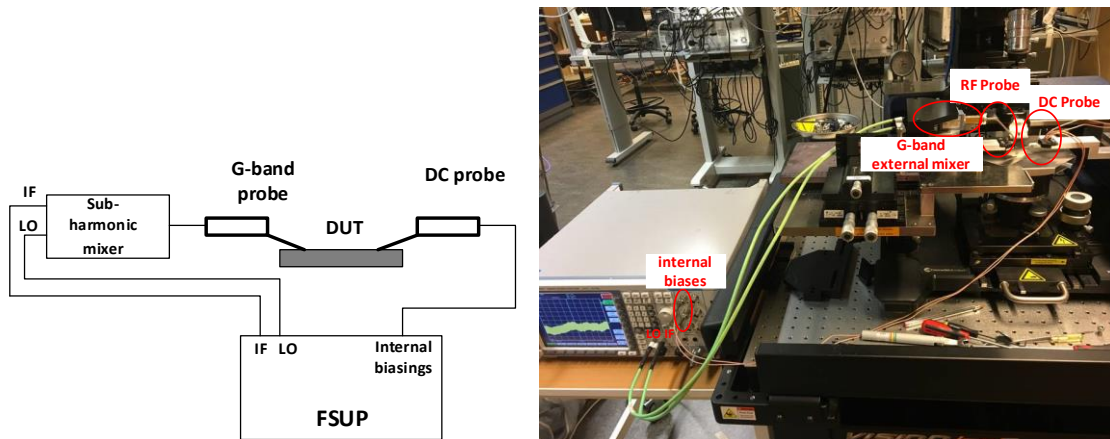 G-band
probe
DC probe
IF
LO
Sub-
harmonic
mixer
DUT
IF
LO
Internal
biasings
FSUP
RF Probe
DC Probe
G-band
external mixer
internal
biases
LO IF